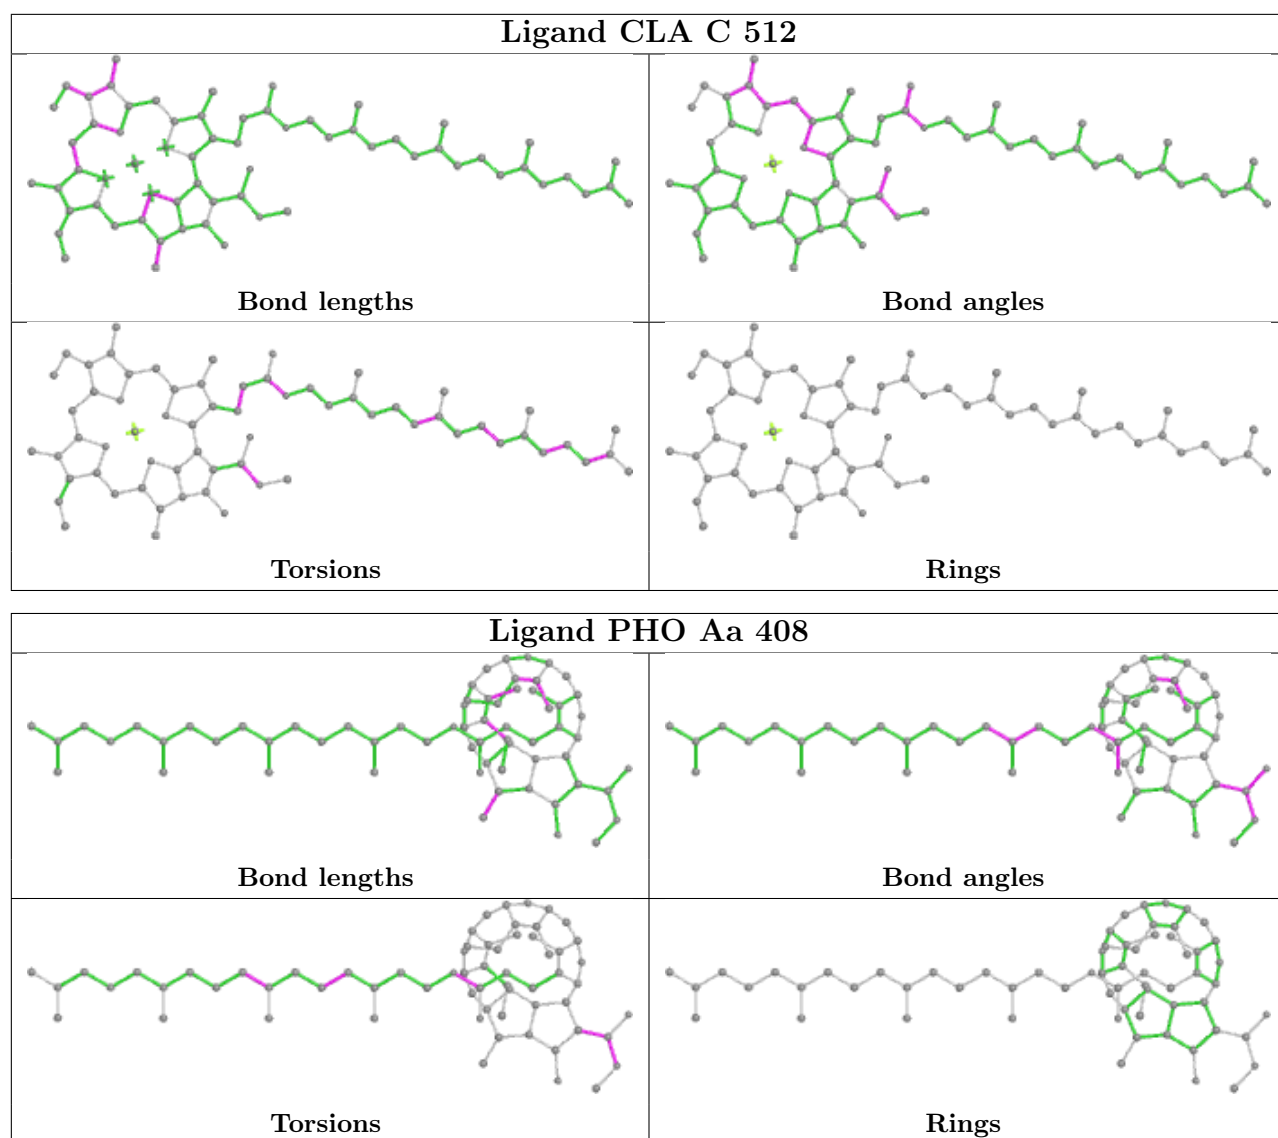 Ligand CLA C 512
Bond lengths
Bond angles
Torsions
Rings
Ligand PHO Aa 408
Bond lengths
Bond angles
Torsions
Rings